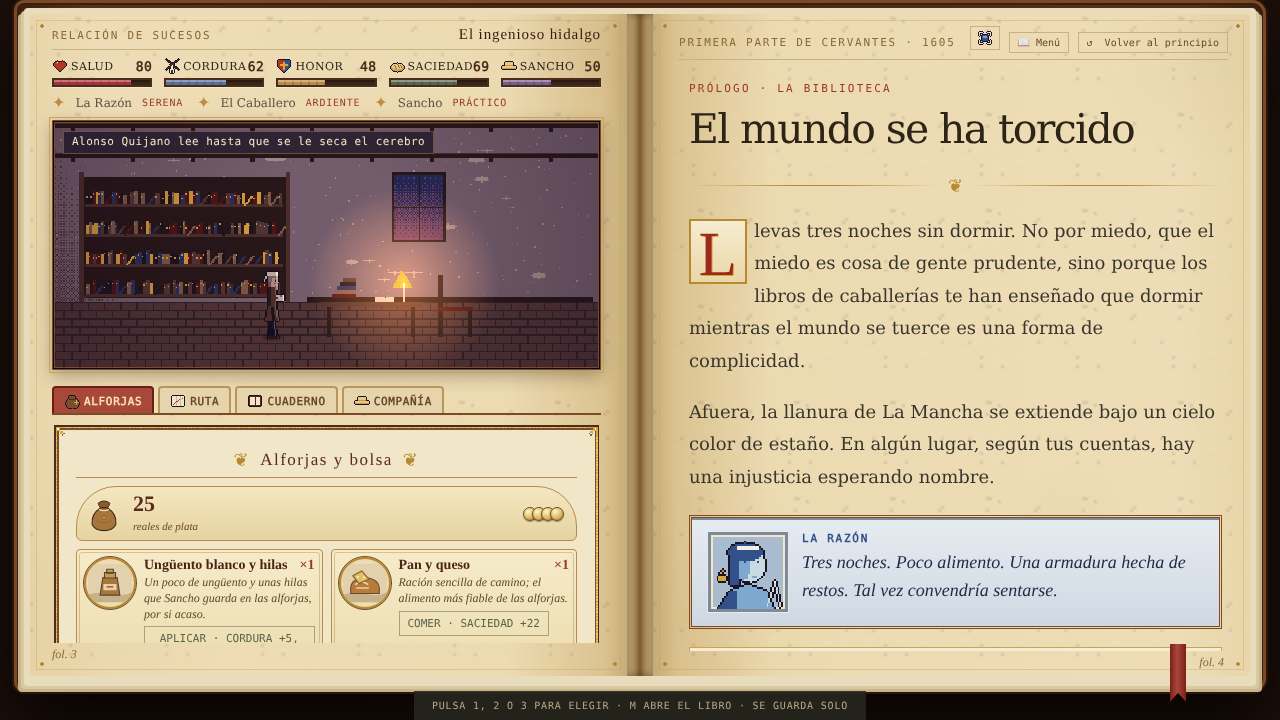 RELACIÓN DE SUCESOS
El ingenioso hidalgo
SALUD 80
CORDURA 62
HONOR 48
SACIEDAD 69
SANCHO 50
La Razón SERENA
El Caballero ARDIENTE
Sancho PRÁCTICO
Alonso Quijano lee hasta que se le seca el cerebro
ALFORJAS
RUTA
CUADERNO
COMPAÑÍA
Alforjas y bolsa
25
reales de plata
Ungüento blanco y hilas ×1
Un poco de ungüento y unas hilas
que Sancho guarda en las alforjas,
por si acaso.
APLICAR · CORDURA +5,
Pan y queso ×1
Ración sencilla de camino; el
alimento más fiable de las alforjas.
COMER · SACIEDAD +22
fol. 3
PRIMERA PARTE DE CERVANTES · 1605
Menú
↺ Volver al principio
PRÓLOGO · LA BIBLIOTECA
El mundo se ha torcido
Llevas tres noches sin dormir. No por miedo, que el
miedo es cosa de gente prudente, sino porque los
libros de caballerías te han enseñado que dormir
mientras el mundo se tuerce es una forma de
complicidad.
Afuera, la llanura de La Mancha se extiende bajo un cielo
color de estaño. En algún lugar, según tus cuentas, hay
una injusticia esperando nombre.
LA RAZÓN
Tres noches. Poco alimento. Una armadura hecha de
restos. Tal vez convendría sentarse.
fol. 4
PULSA 1, 2 O 3 PARA ELEGIR · M ABRE EL LIBRO · SE GUARDA SOLO